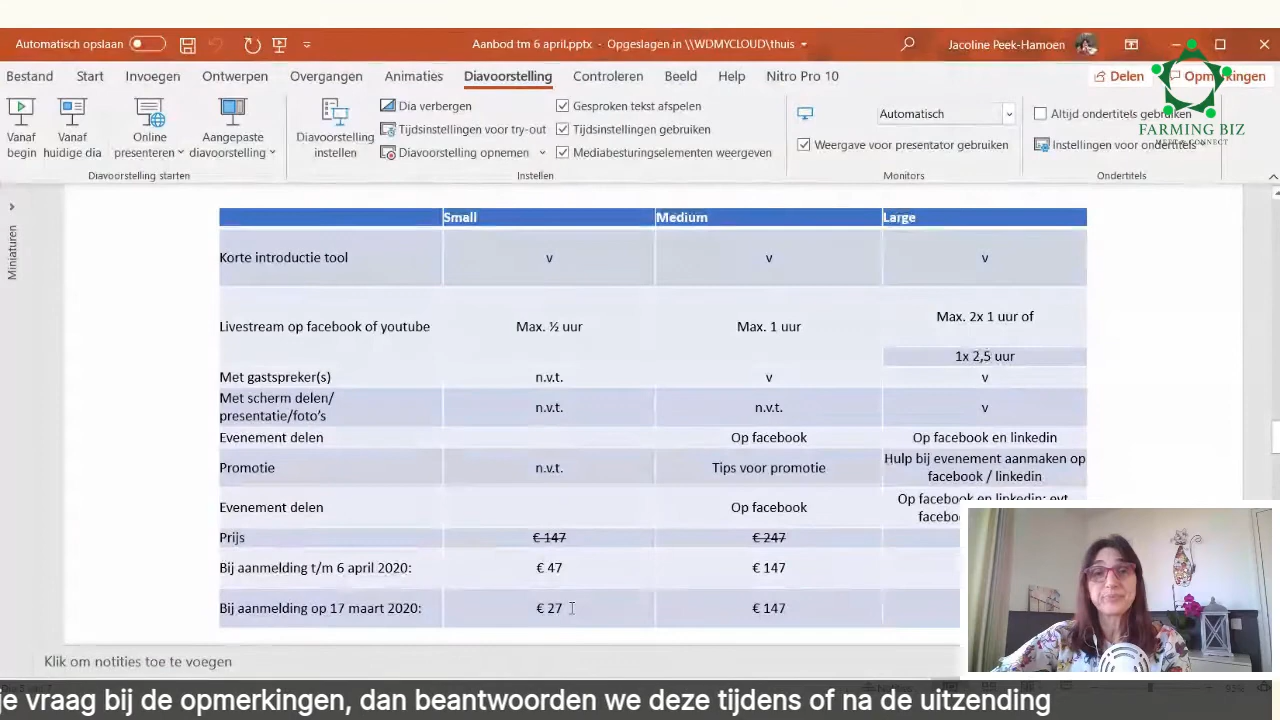 Automatisch opslaan
Aanbod tm 6 april.pptx - Opgeslagen in \\WDMYCLOUD\thuis
Jacoline Peek-Hamoen
Bestand Start Invoegen Ontwerpen Overgangen Animaties Diavoorstelling Controleren Beeld Help Nitro Pro 10
Delen Opmerkingen
Vanaf begin
Vanaf huidige dia
Online presenteren
Aangepaste diavoorstelling
Diavoorstelling starten
Diavoorstelling instellen
Dia verbergen
Tijdsinstellingen voor try-out
Diavoorstelling opnemen
Gesproken tekst afspelen
Tijdsinstellingen gebruiken
Mediabesturingselementen weergeven
Instellen
Automatisch
Weergave voor presentator gebruiken
Monitors
Altijd ondertitels gebruiken
Instellingen voor ondertitels
Ondertitels
FARMING BIZ
MEET & CONNECT
Miniaturen
Small Medium Large
Korte introductie tool v v v
Livestream op facebook of youtube Max. ½ uur Max. 1 uur Max. 2x 1 uur of
1x 2,5 uur
Met gastspreker(s) n.v.t. v v
Met scherm delen/
presentatie/foto's n.v.t. n.v.t. v
Evenement delen Op facebook Op facebook en linkedin
Promotie n.v.t. Tips voor promotie Hulp bij evenement aanmaken op
facebook / linkedin
Evenement delen Op facebook Op facebook en linkedin; evt
Prijs € 147 € 247
Bij aanmelding t/m 6 april 2020: € 47 € 147
Bij aanmelding op 17 maart 2020: € 27 € 147
Klik om notities toe te voegen
je vraag bij de opmerkingen, dan beantwoorden we deze tijdens of na de uitzending